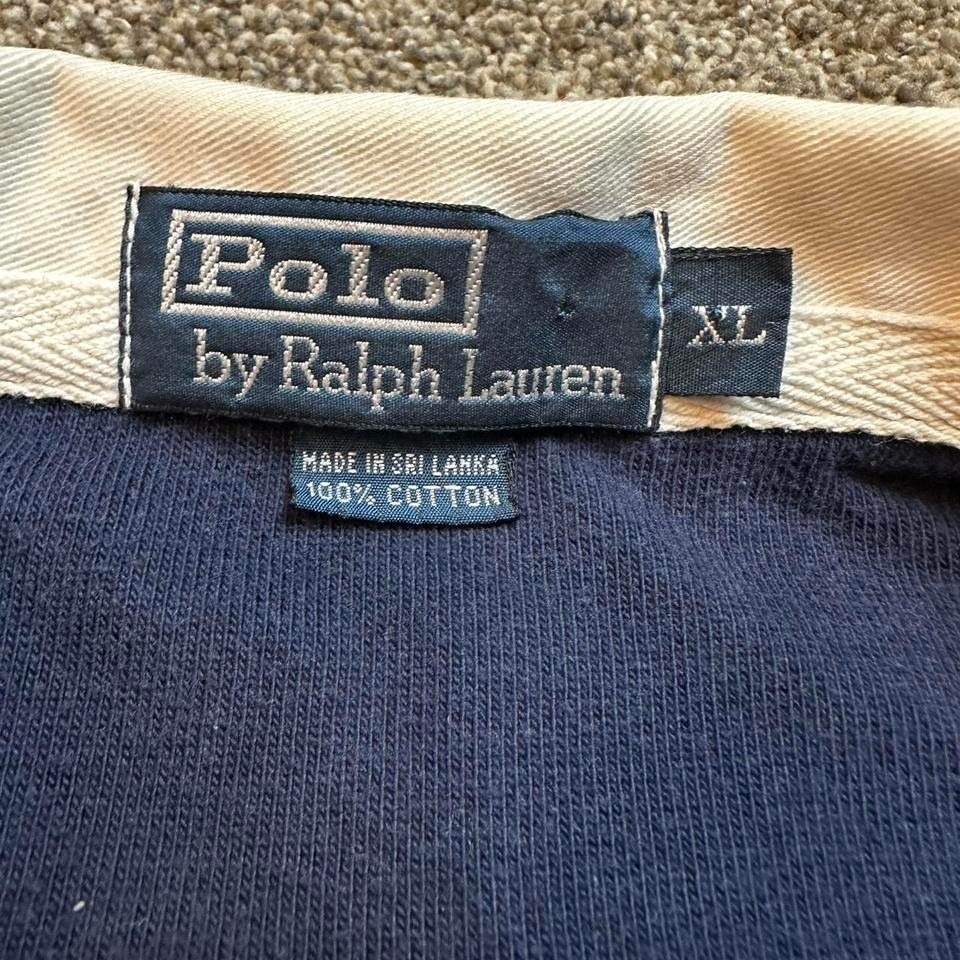 Polo
by Ralph Lauren
XL
MADE IN SRI LANKA
100% COTTON